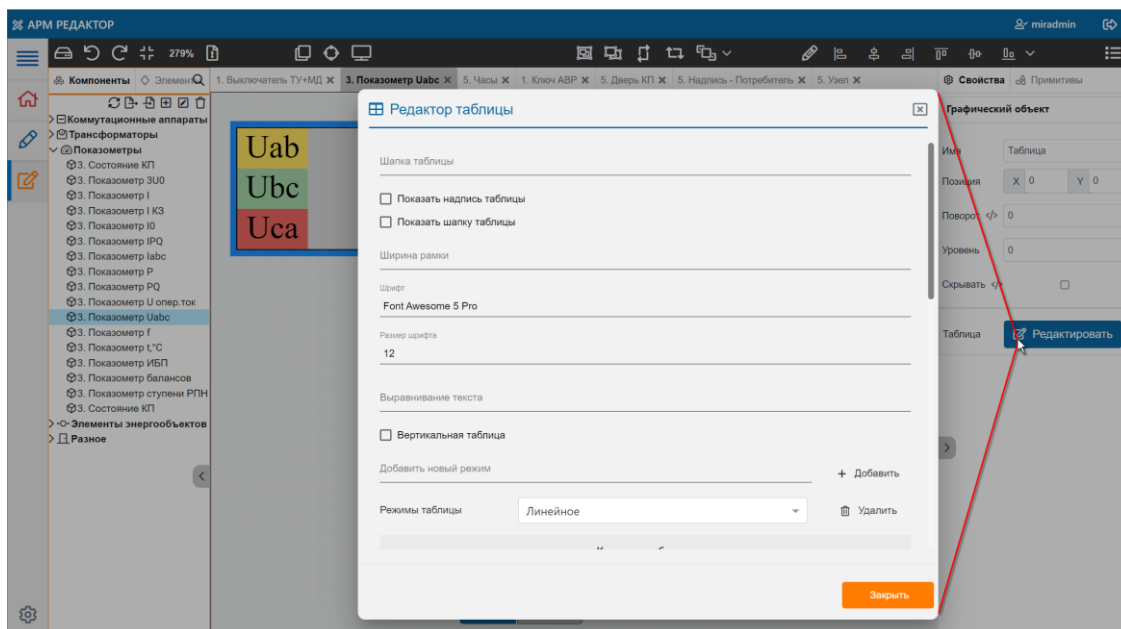 АРМ РЕДАКТОР
miradmin
279%
Компоненты
Элемент
1. Выключатель ТУ+МД
3. Показометр Uabc
5. Часы
1. Ключ АВР
5. Дверь КП
5. Надпись - Потребитель
5. Узел
Свойства
Примитивы
Коммутационные аппараты
Трансформаторы
Показометры
3. Состояние КП
3. Показометр 3U0
3. Показометр I
3. Показометр I КЗ
3. Показометр I0
3. Показометр IPQ
3. Показометр Iabc
3. Показометр P
3. Показометр PQ
3. Показометр U опер.ток
3. Показометр Uabc
3. Показометр f
3. Показометр t,°C
3. Показометр ИБП
3. Показометр балансов
3. Показометр ступени РПН
3. Состояние КП
Элементы энергообъектов
Разное
Uab
Ubc
Uca
Редактор таблицы
Шапка таблицы
Показать надпись таблицы
Показать шапку таблицы
Ширина рамки
Шрифт
Font Awesome 5 Pro
Размер шрифта
12
Выравнивание текста
Вертикальная таблица
Добавить новый режим
+ Добавить
Режимы таблицы
Линейное
Удалить
Закрыть
Графический объект
Имя
Таблица
Позиция
X 0
Y 0
Поворот </> 0
Уровень
0
Скрывать </>
Таблица
Редактировать